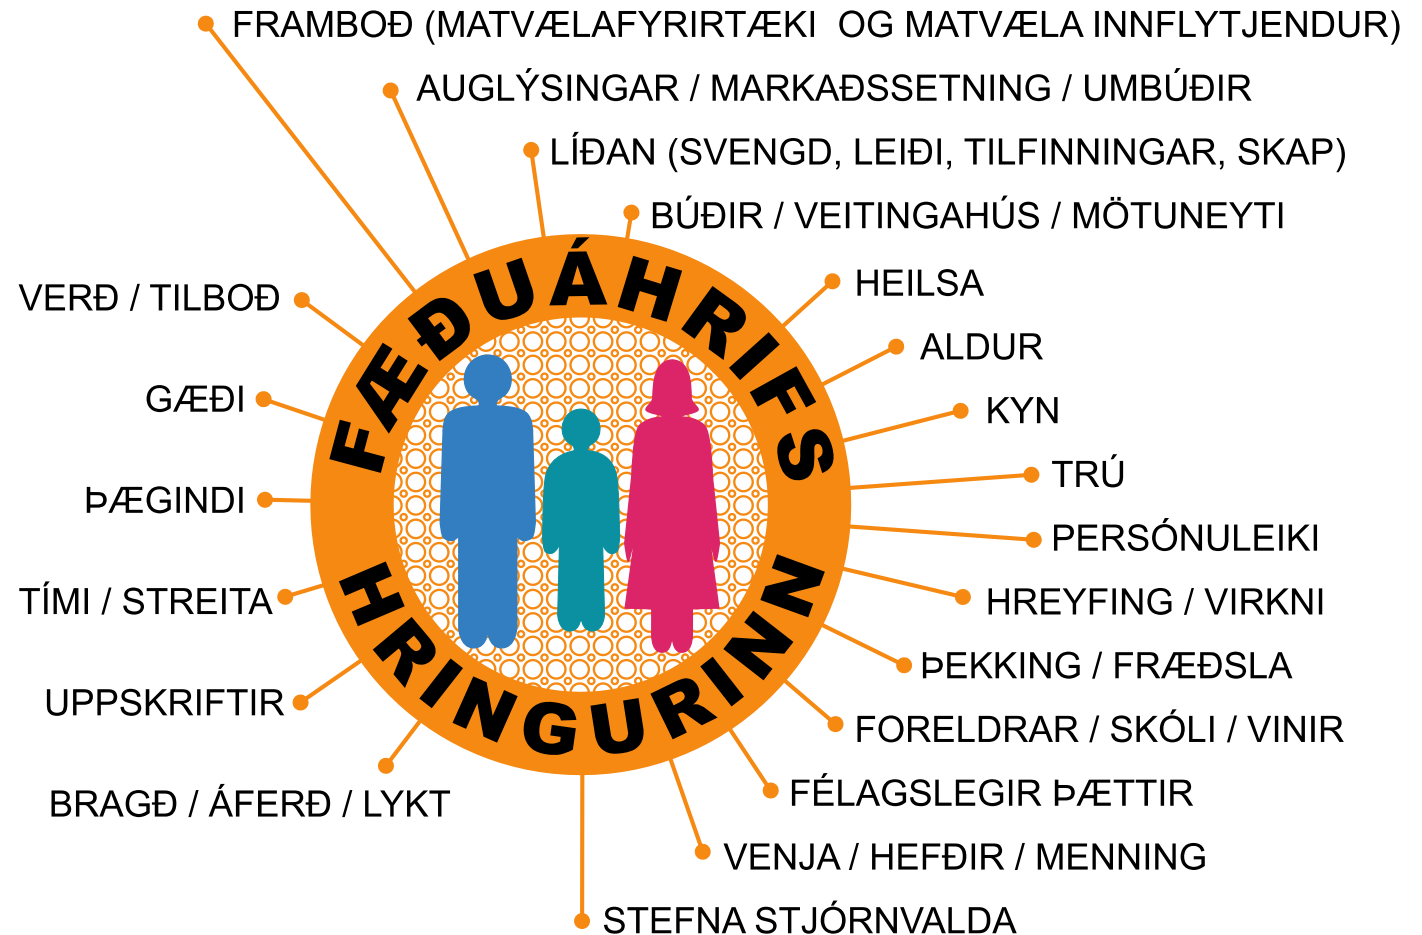 FRAMBOÐ (MATVÆLAFYRIRTÆKI OG MATVÆLA INNFLYTJENDUR)
AUGLÝSINGAR / MARKAÐSSETNING / UMBÚÐIR
LÍÐAN (SVENGD, LEIÐI, TILFINNINGAR, SKAP)
BÚÐIR / VEITINGAHÚS / MÖTUNEYTI
HEILSA
ALDUR
KYN
TRÚ
PERSÓNULEIKI
HREYFING / VIRKNI
ÞEKKING / FRÆÐSLA
FORELDRAR / SKÓLI / VINIR
FÉLAGSLEGIR ÞÆTTIR
VENJA / HEFÐIR / MENNING
STEFNA STJÓRNVALDA
VERÐ / TILBOÐ
GÆÐI
ÞÆGINDI
TÍMI / STREITA
UPPSKRIFTIR
BRAGÐ / ÁFERÐ / LYKT
FÆÐUÁHRIFS
HRINGURINN